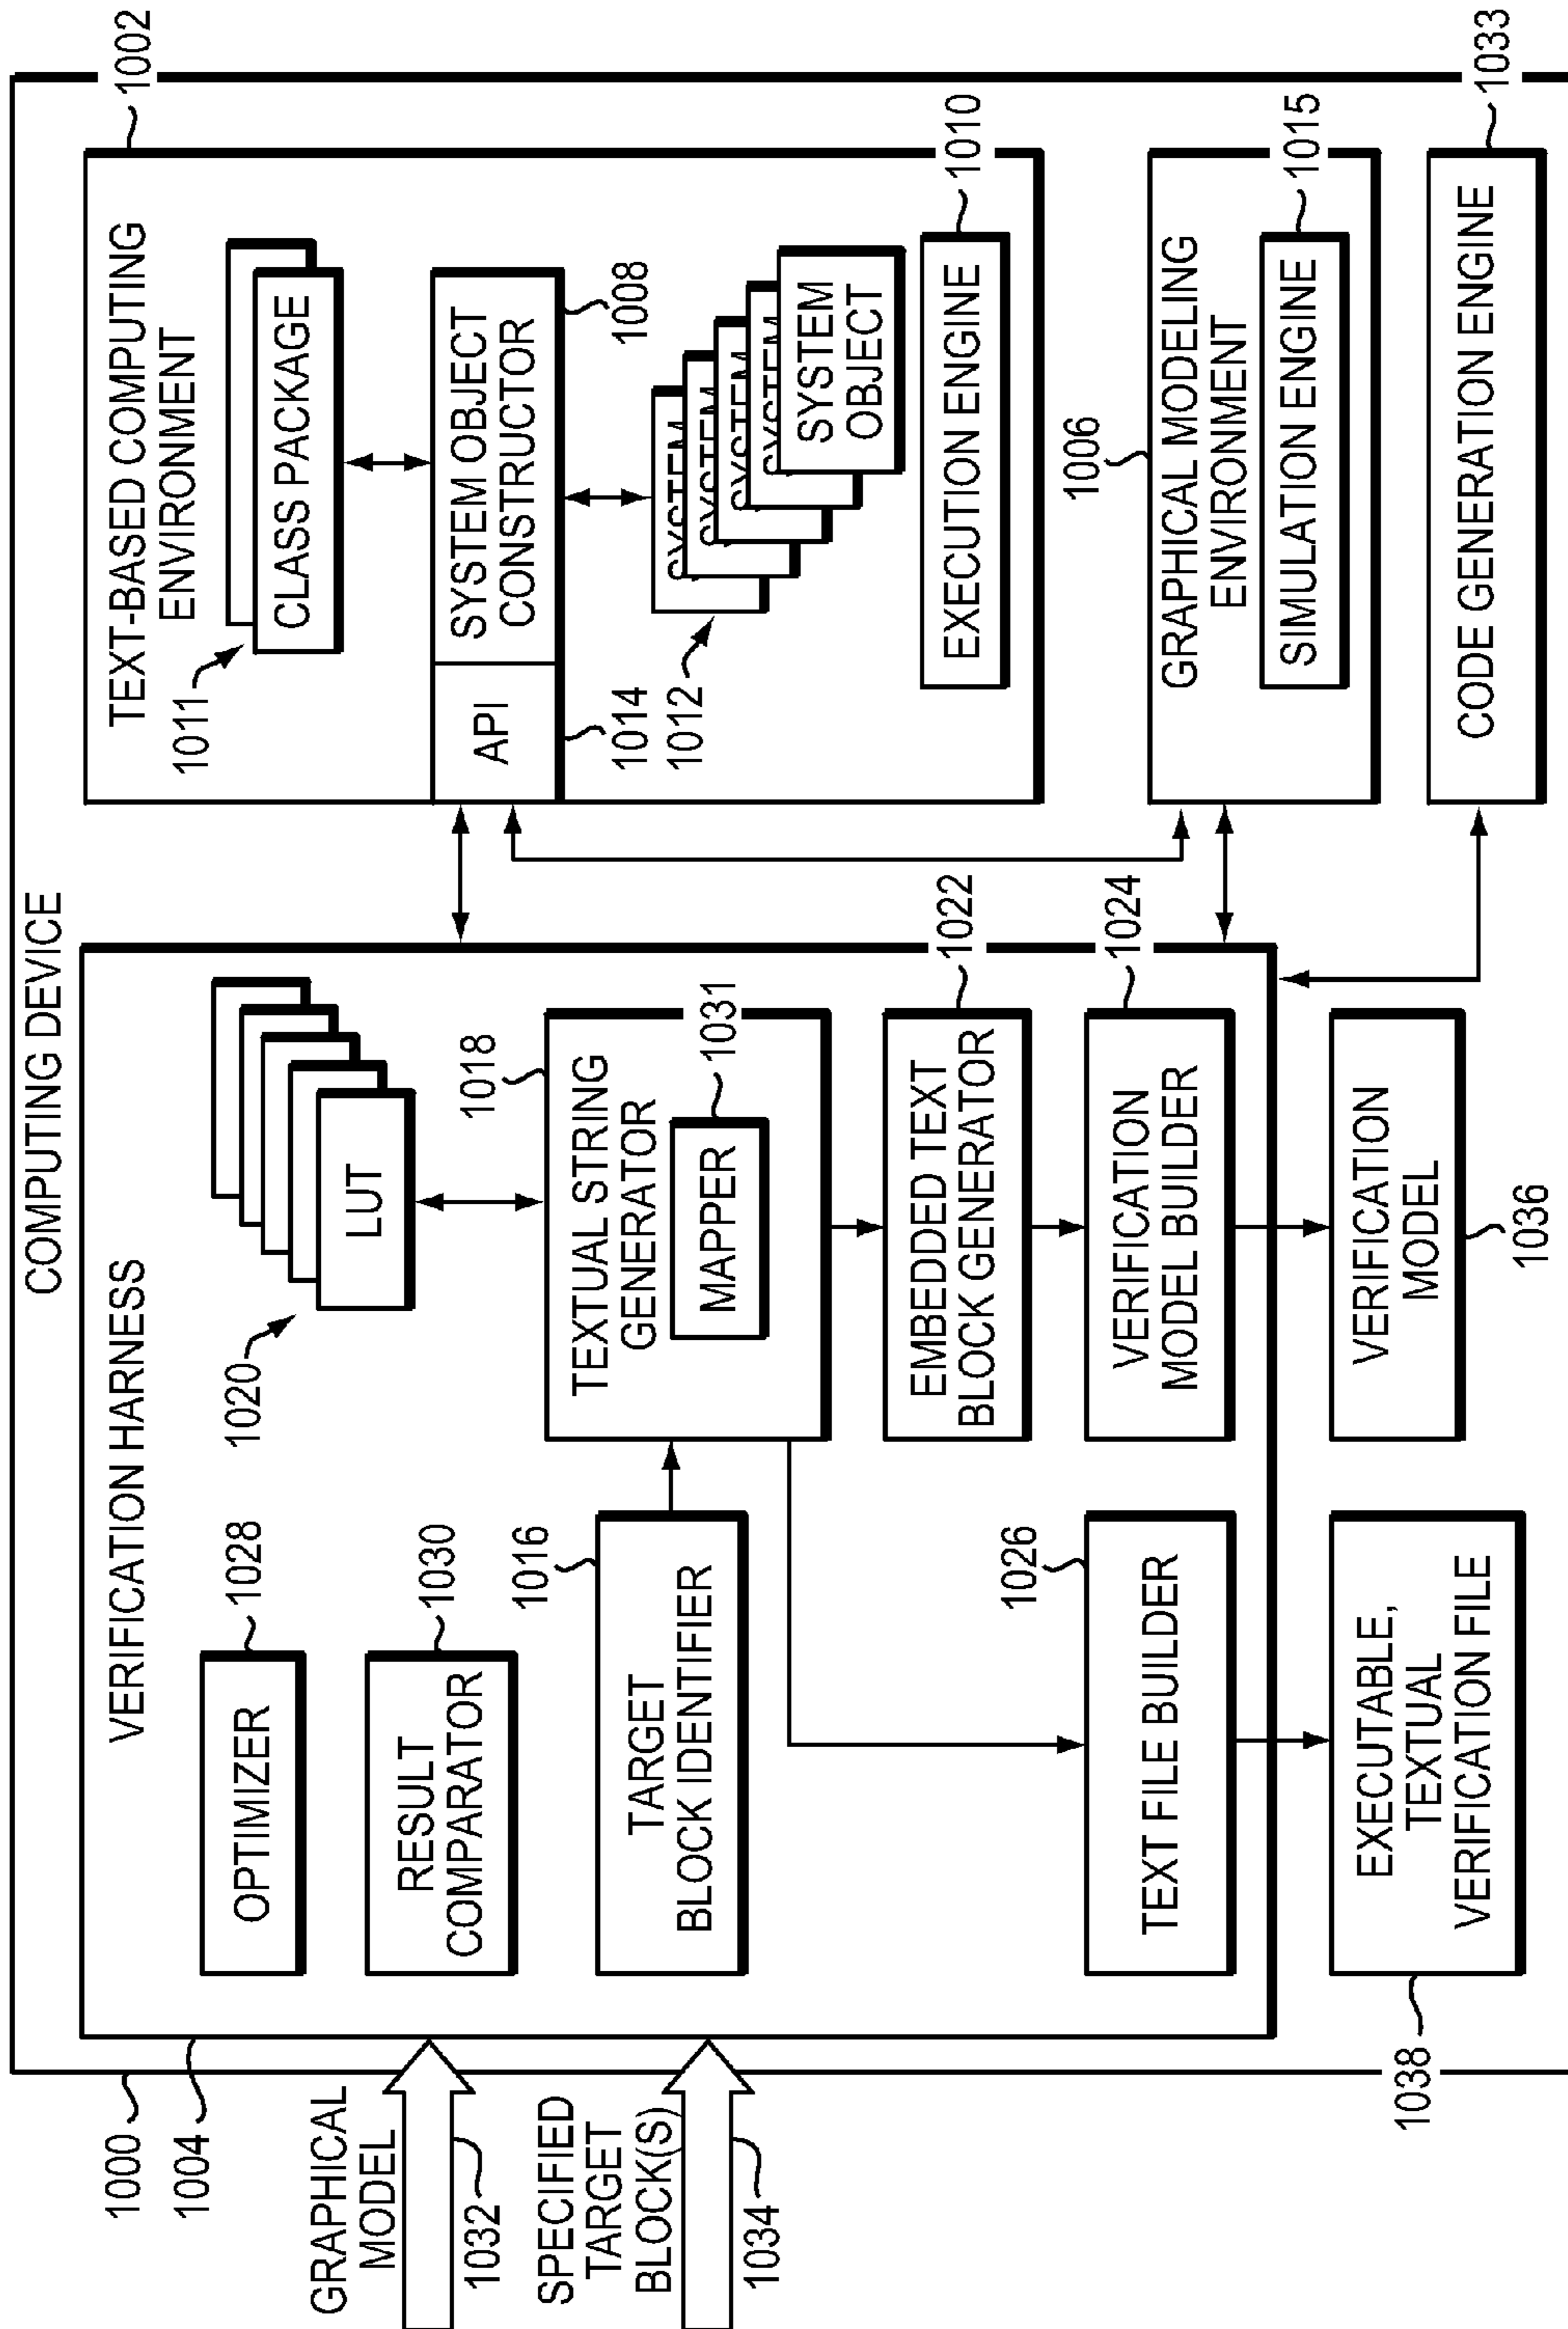 COMPUTING DEVICE
1000
1004
VERIFICATION HARNESS
GRAPHICAL
MODEL
1032
SPECIFIED
TARGET
BLOCK(S)
1034
OPTIMIZER
1028
RESULT
COMPARATOR
1030
TARGET
BLOCK IDENTIFIER
1016
LUT
1020
TEXTUAL STRING
GENERATOR
1018
MAPPER
1031
EMBEDDED TEXT
BLOCK GENERATOR
1022
VERIFICATION
MODEL BUILDER
1024
TEXT FILE BUILDER
1026
EXECUTABLE,
TEXTUAL
VERIFICATION FILE
1038
VERIFICATION
MODEL
1036
TEXT-BASED COMPUTING
ENVIRONMENT
1002
CLASS PACKAGE
1011
API
1014
SYSTEM OBJECT
CONSTRUCTOR
1008
SYSTEM
SYSTEM
SYSTEM
SYSTEM
SYSTEM
OBJECT
1012
EXECUTION ENGINE
1010
GRAPHICAL MODELING
ENVIRONMENT
1006
SIMULATION ENGINE
1015
CODE GENERATION ENGINE
1033